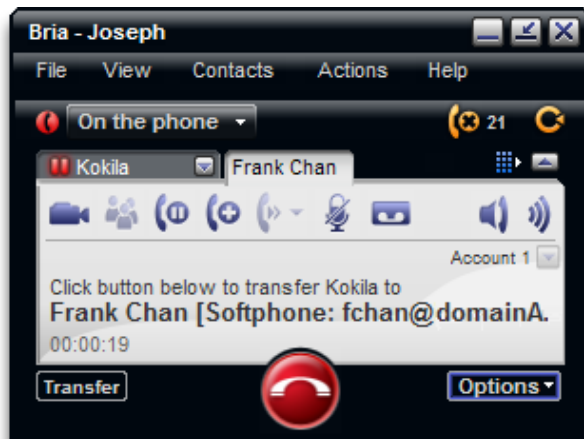 Bria - Joseph
File View Contacts Actions Help
On the phone 21
Kokila Frank Chan
Account 1
Click button below to transfer Kokila to
Frank Chan [Softphone: fchan@domainA.
00:00:19
Transfer Options